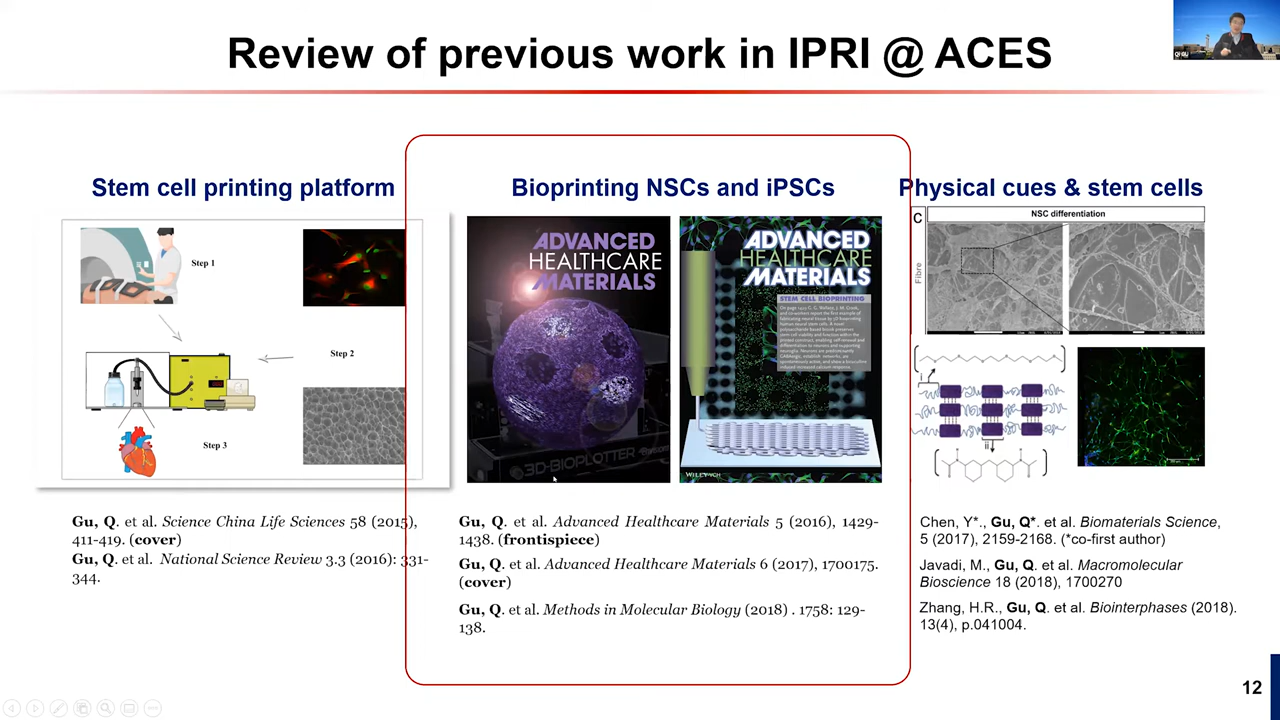 Review of previous work in IPRI @ ACES
QI GU
Stem cell printing platform
Step 1
Step 2
Step 3
Gu, Q. et al. Science China Life Sciences 58 (2015),
411-419. (cover)
Gu, Q. et al. National Science Review 3.3 (2016): 331-
344.
Bioprinting NSCs and iPSCs
ADVANCED
HEALTHCARE
MATERIALS
3D-BIOPLOTTER
ADVANCED
HEALTHCARE
MATERIALS
STEM CELL BIOPRINTING
WILEY-VCH
Gu, Q. et al. Advanced Healthcare Materials 5 (2016), 1429-
1438. (frontispiece)
Gu, Q. et al. Advanced Healthcare Materials 6 (2017), 1700175.
(cover)
Gu, Q. et al. Methods in Molecular Biology (2018) . 1758: 129-
138.
Physical cues & stem cells
C
NSC differentiation
Fibre
Chen, Y*., Gu, Q*. et al. Biomaterials Science,
5 (2017), 2159-2168. (*co-first author)
Javadi, M., Gu, Q. et al. Macromolecular
Bioscience 18 (2018), 1700270
Zhang, H.R., Gu, Q. et al. Biointerphases (2018).
13(4), p.041004.
12